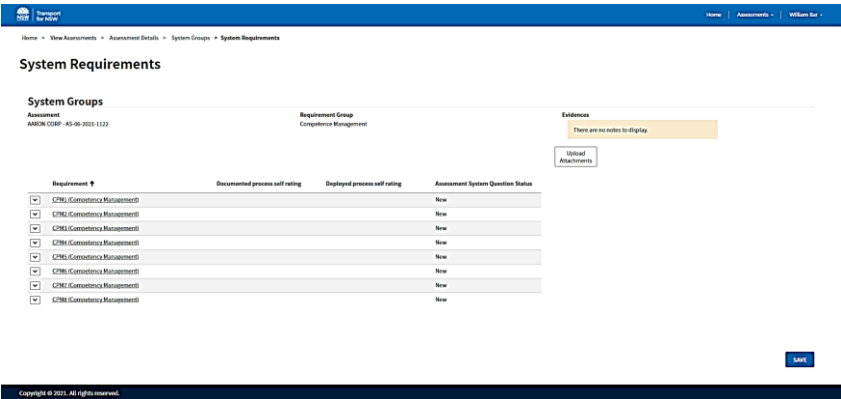 NSW
Transport
for NSW
Home
Assessments
William Bar
Home > View Assessments > Assessment Details > System Groups > System Requirements
System Requirements
System Groups
Assessment
AARON CORP - AS-06-2021-1122
Requirement Group
Competence Management
Evidences
There are no notes to display.
Upload
Attachments
Requirement Documented process self rating Deployed process self rating Assessment System Question Status
CPM1 (Competency Management) New
CPM2 (Competency Management) New
CPM3 (Competency Management) New
CPM4 (Competency Management) New
CPM5 (Competency Management) New
CPM6 (Competency Management) New
CPM7 (Competency Management) New
CPM8 (Competency Management) New
SAVE
Copyright © 2021. All rights reserved.